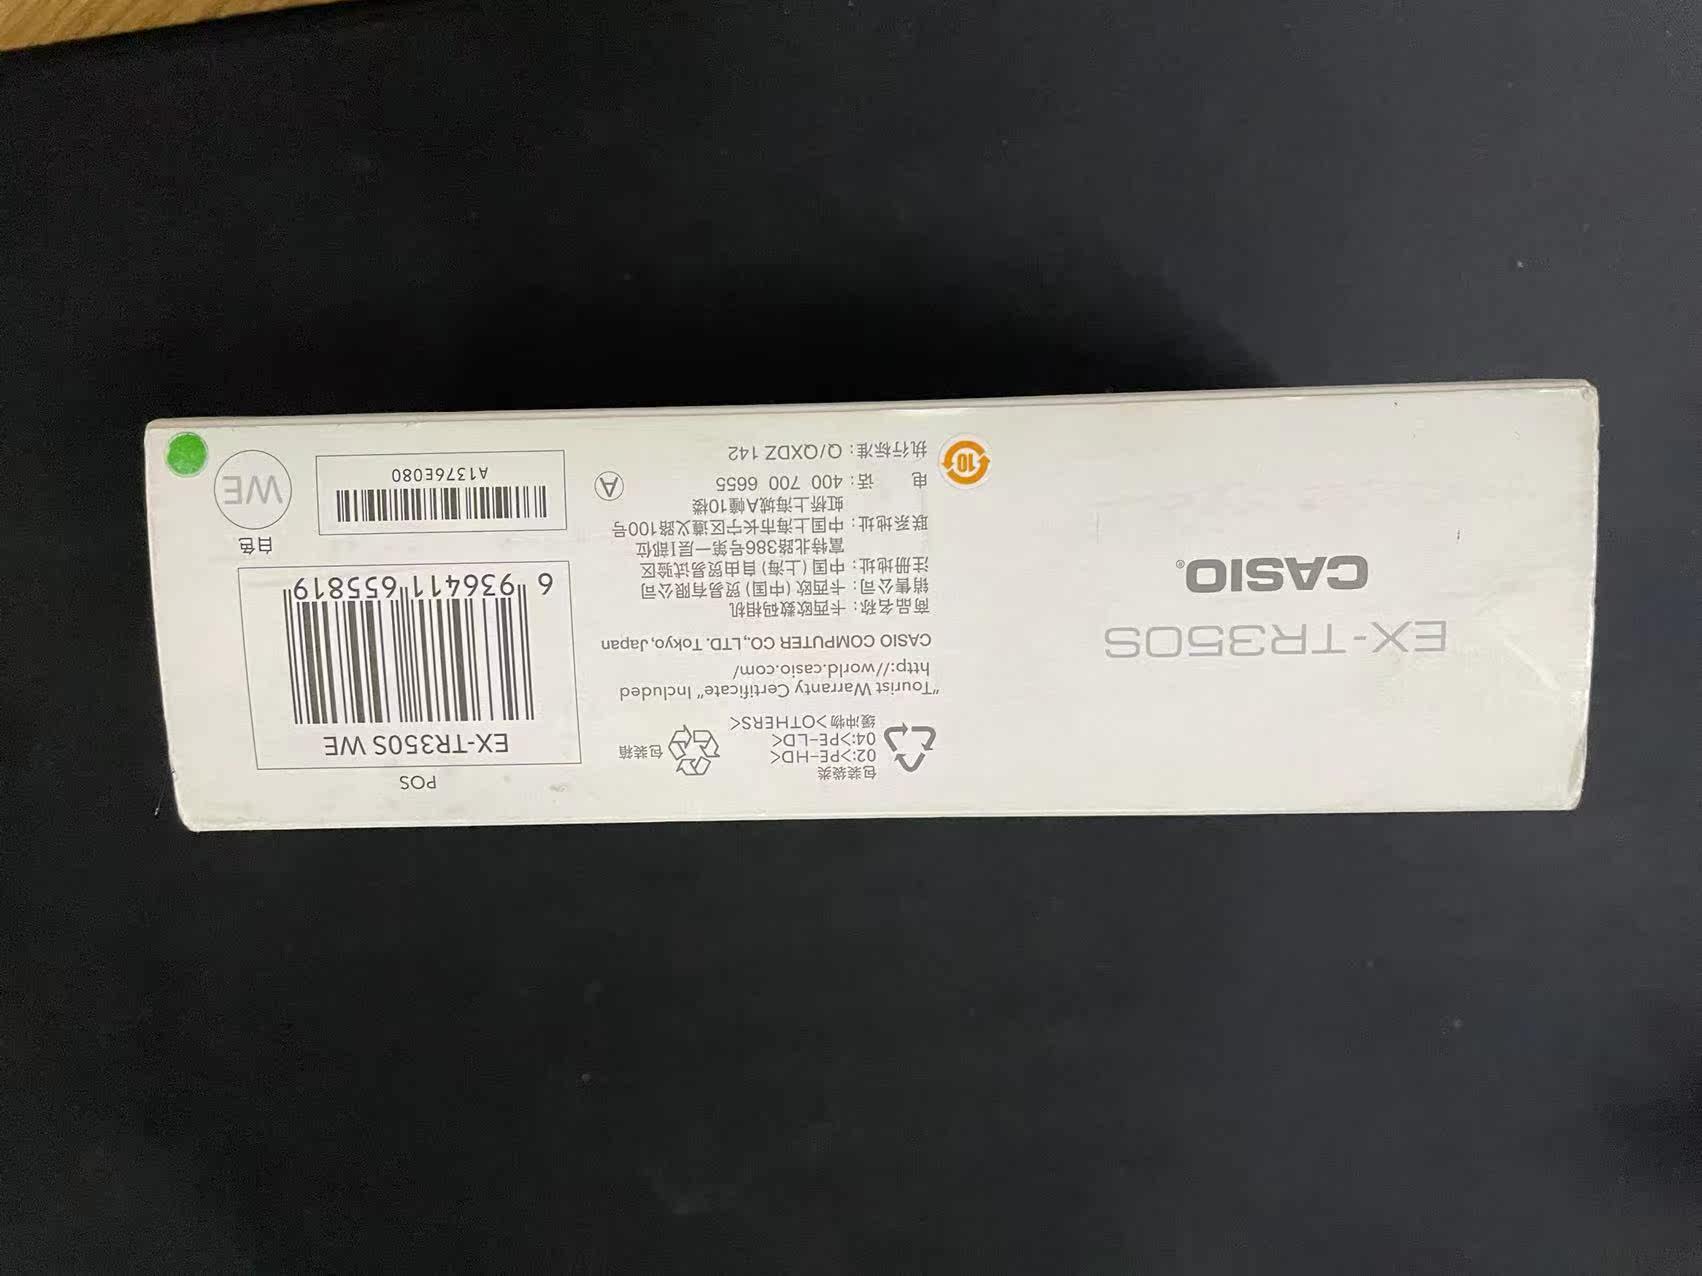 POS
EX-TR350S WE
6 936411 655819
白色
WE
A1376E080
包装袋类
02:>PE-HD<
04:>PE-LD<
缓冲物>OTHERS<
包装箱
"Tourist Warranty Certificate" Included
http://world.casio.com/
CASIO COMPUTER CO.,LTD. Tokyo, Japan
商品名称：卡西欧数码相机
销售公司：卡西欧（中国）贸易有限公司
注册地址：中国（上海）自由贸易试验区
富特北路386号第一层I部位
联系地址：中国上海市长宁区遵义路100号
虹桥上海城A幢10楼
电 话：400 700 6655
执行标准：Q/QXDZ 142
A
10
EX-TR350S
CASIO®